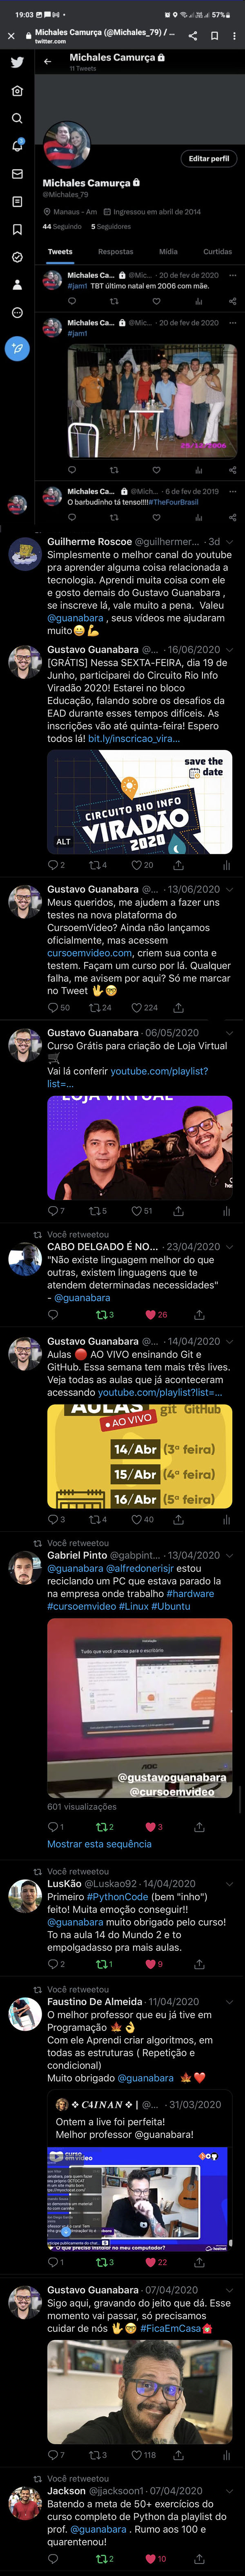 19:03
57%
Michales Camurça (@Michales_79) / ...
twitter.com
Michales Camurça
11 Tweets
Editar perfil
Michales Camurça
@Michales_79
Manaus - Am Ingressou em abril de 2014
44 Seguindo 5 Seguidores
Tweets Respostas Mídia Curtidas
Michales Ca... @Mic... · 20 de fev de 2020
#jam1 TBT último natal em 2006 com mãe.
Michales Ca... @Mic... · 20 de fev de 2020
#jam1
25/12/2006
Michales Ca... @Mich... · 6 de fev de 2019
O barbudinho tá tenso!!!!#TheFourBrasil
Guilherme Roscoe @guilhermer... · 3d
Simplesmente o melhor canal do youtube
pra aprender alguma coisa relacionada a
tecnologia. Aprendi muita coisa com ele
e gosto demais do Gustavo Guanabara ,
se inscreve lá, vale muito a pena. Valeu
@guanabara , seus vídeo me ajudaram
muito😀💪
Gustavo Guanabara @... · 16/06/2020
[GRÁTIS] Nessa SEXTA-FEIRA, dia 19 de
Junho, participarei do Circuito Rio Info
Viradão 2020! Estarei no bloco
Educação, falando sobre os desafios da
EAD durante esses tempos difíceis. As
inscrições vão até quinta-feira! Espero
todos lá! bit.ly/inscricao_vira...
save the
date
CIRCUITO RIO INFO
VIRADÃO
2020
ALT
2 4 20
Gustavo Guanabara @... · 13/06/2020
Meus queridos, me ajudem a fazer uns
testes na nova plataforma do
CursoemVideo? Ainda não lançamos
oficialmente, mas acessem
cursoemvideo.com, criem sua conta e
testem. Façam um curso por lá. Qualquer
falha, me avisem por aqui? Só me marcar
no Tweet 🖖🤓
50 24 224
Gustavo Guanabara · 06/05/2020
Curso Grátis para criação de Loja Virtual
🛒
Vai lá conferir youtube.com/playlist?
list=...
LOJA VIRTUAL
7 5 51
Você retweetou
CABO DELGADO É NO... · 23/04/2020
"Não existe linguagem melhor do que
outras, existem linguagens que te
atendem determinadas necessidades"
- @guanabara
3 26
Gustavo Guanabara @... · 14/04/2020
Aulas 🔴 AO VIVO ensinando Git e
GitHub. Essa semana tem mais três lives.
Veja todas as aulas que já aconteceram
acessando youtube.com/playlist?list=...
AULAS git GitHub
AO VIVO
14/Abr (3ª feira)
15/Abr (4ª feira)
16/Abr (5ª feira)
3 4 40
Você retweetou
Gabriel Pinto @gabpint... · 13/04/2020
@guanabara @alfredonerisjr estou
reciclando um PC que estava parado la
na empresa onde trabalho #hardware
#cursoemvideo #Linux #Ubuntu
Tudo que você precisa para o escritório
AOC
@gustavoguanabara
@cursoemvideo
601 visualizações
1 2 3
Mostrar esta sequência
Você retweetou
LusKão @Luskao92 · 14/04/2020
Primeiro #PythonCode (bem "inho")
feito! Muita emoção conseguir!!
@guanabara muito obrigado pelo curso!
To na aula 14 do Mundo 2 e to
empolgadasso pra mais aulas.
2 1 9
Você retweetou
Faustino De Almeida · 11/04/2020
O melhor professor que eu já tive em
Programação 🍁👌
Com ele Aprendi criar algoritmos, em
todas as estruturas ( Repetição e
condicional)
Muito obrigado @guanabara 🍁❤️
❖ 𝑪𝟒𝑰𝑵𝑨𝑵 ❖ | @... · 31/03/2020
Ontem a live foi perfeita!
Melhor professor @guanabara!
CURSO
em vídeo
O que preciso instalar no meu computador?
1 3 22
Gustavo Guanabara · 07/04/2020
Sigo aqui, gravando do jeito que dá. Esse
momento vai passar, só precisamos
cuidar de nós 🖖🤓 #FicaEmCasa🏠
7 3 118
Você retweetou
Jackson @jjacksoon1 · 07/04/2020
Batendo a meta de 50+ exercícios do
curso completo de Python da playlist do
prof. @guanabara . Rumo aos 100 e
quarentenou!
2 10